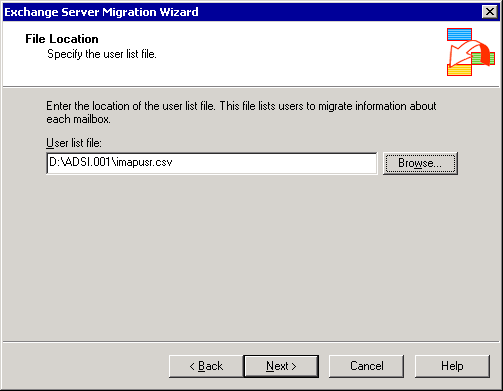 Exchange Server Migration Wizard
File Location
Specify the user list file.
Enter the location of the user list file. This file lists users to migrate information about
each mailbox.
User list file:
D:\ADSI.001\imapusr.csv
Browse...
< Back
Next >
Cancel
Help